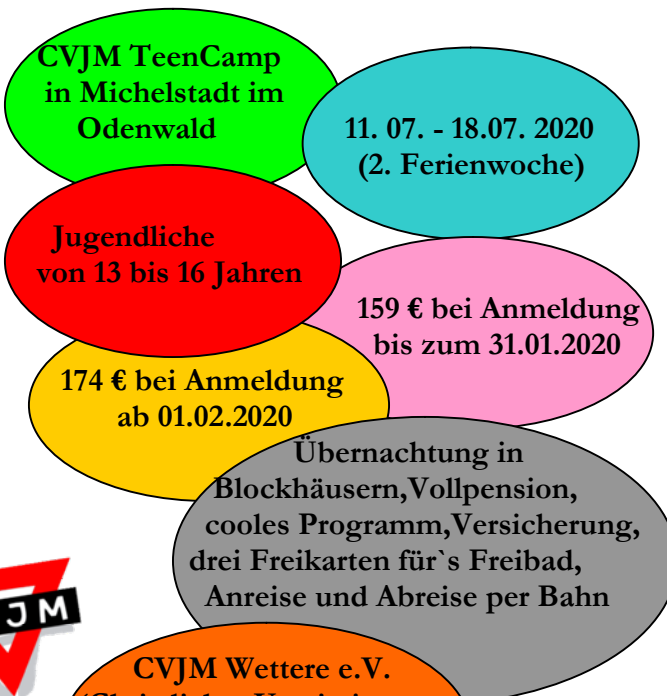 CVJM TeenCamp
in Michelstadt im
Odenwald
11. 07. - 18.07. 2020
(2. Ferienwoche)
Jugendliche
von 13 bis 16 Jahren
159 € bei Anmeldung
bis zum 31.01.2020
174 € bei Anmeldung
ab 01.02.2020
Übernachtung in
Blockhäusern,Vollpension,
cooles Programm,Versicherung,
drei Freikarten für`s Freibad,
Anreise und Abreise per Bahn
JM
CVJM Wettere e.V.